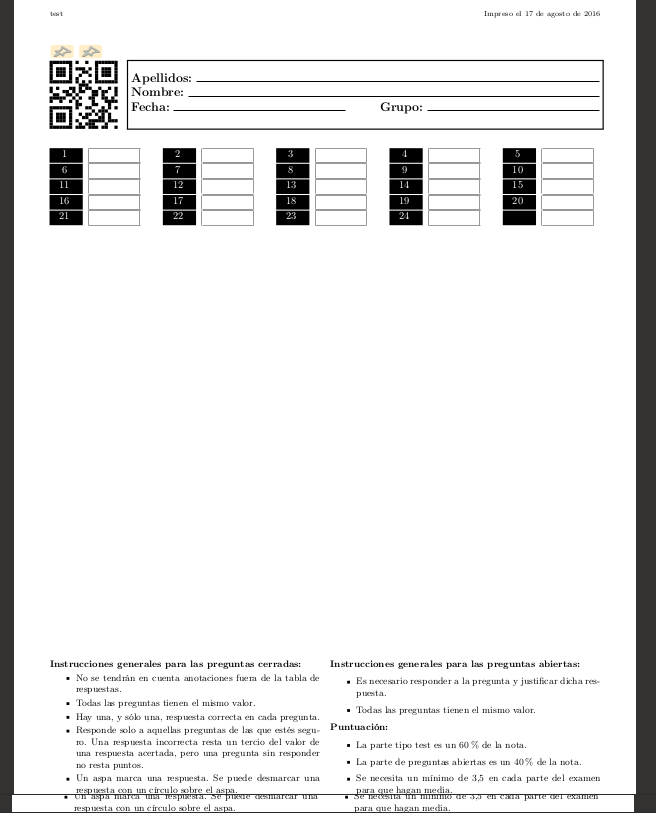 test Impreso el 17 de agosto de 2016
Apellidos:
Nombre:
Fecha: Grupo:
1 2 3 4 5
6 7 8 9 10
11 12 13 14 15
16 17 18 19 20
21 22 23 24
Instrucciones generales para las preguntas cerradas:
▪ No se tendrán en cuenta anotaciones fuera de la tabla de
respuestas.
▪ Todas las preguntas tienen el mismo valor.
▪ Hay una, y sólo una, respuesta correcta en cada pregunta.
▪ Responde solo a aquellas preguntas de las que estés segu-
ro. Una respuesta incorrecta resta un tercio del valor de
una respuesta acertada, pero una pregunta sin responder
no resta puntos.
▪ Un aspa marca una respuesta. Se puede desmarcar una
respuesta con un círculo sobre el aspa.
▪ Un aspa marca una respuesta. Se puede desmarcar una
respuesta con un círculo sobre el aspa.
Instrucciones generales para las preguntas abiertas:
▪ Es necesario responder a la pregunta y justificar dicha res-
puesta.
▪ Todas las preguntas tienen el mismo valor.
Puntuación:
▪ La parte tipo test es un 60 % de la nota.
▪ La parte de preguntas abiertas es un 40 % de la nota.
▪ Se necesita un mínimo de 3,5 en cada parte del examen
para que hagan media.
▪ Se necesita un mínimo de 3,5 en cada parte del examen
para que hagan media.